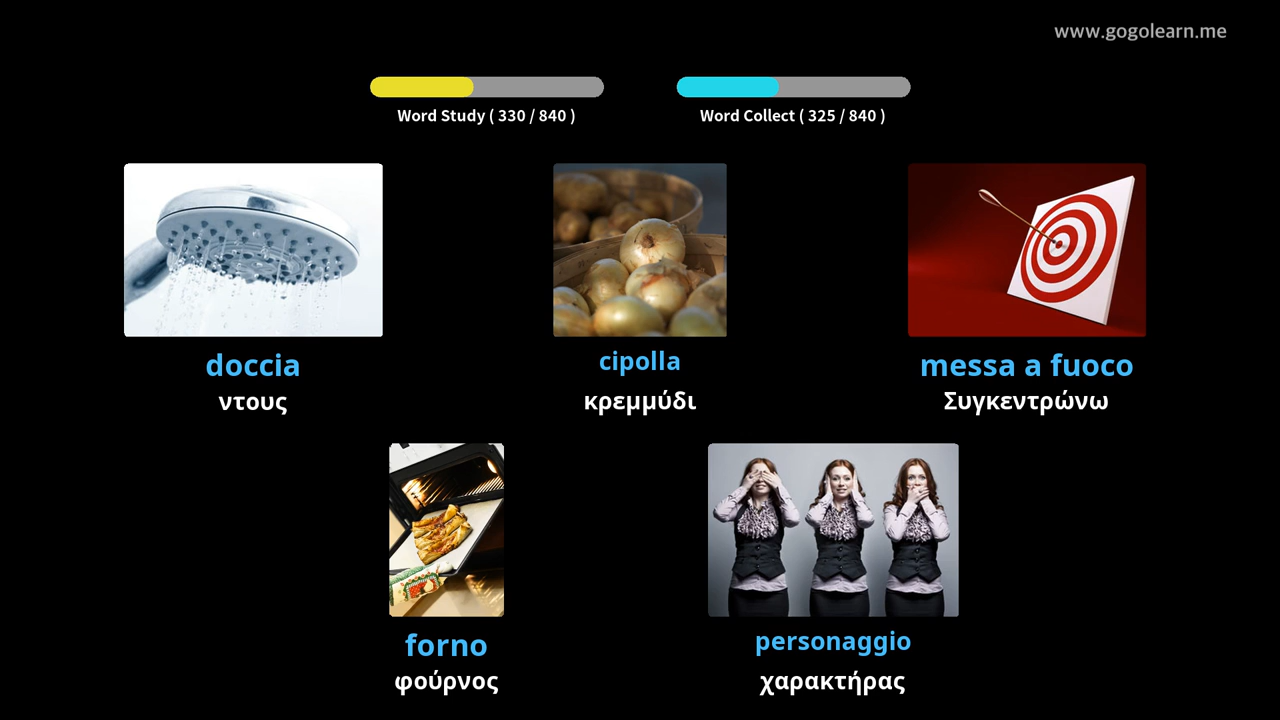 www.gogolearn.me
Word Study ( 330 / 840 )
Word Collect ( 325 / 840 )
doccia
ντους
cipolla
κρεμμύδι
messa a fuoco
Συγκεντρώνω
forno
φούρνος
personaggio
χαρακτήρας